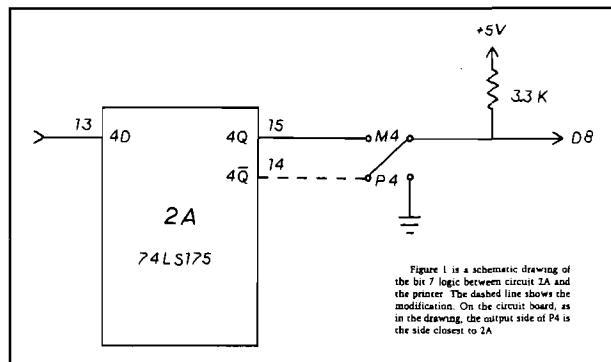 +5V
3.3 K
13
4D
4Q
15
M4
D8
4Q̅
14
P4
2A
74LS175
Figure 1 is a schematic drawing of
the bit 7 logic between circuit 2A and
the printer The dashed line shows the
modification. On the circuit board, as
in the drawing, the output side of P4 is
the side closest to 2A